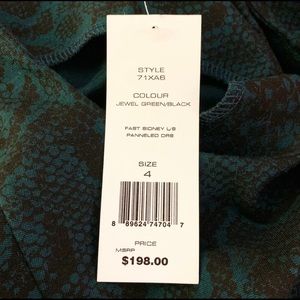 STYLE
71XA6
COLOUR
JEWEL GREEN/BLACK
FAST SIDNEY L/S
PANNELED DRS
SIZE
4
8 89624 74704 7
PRICE
MSRP
$198.00